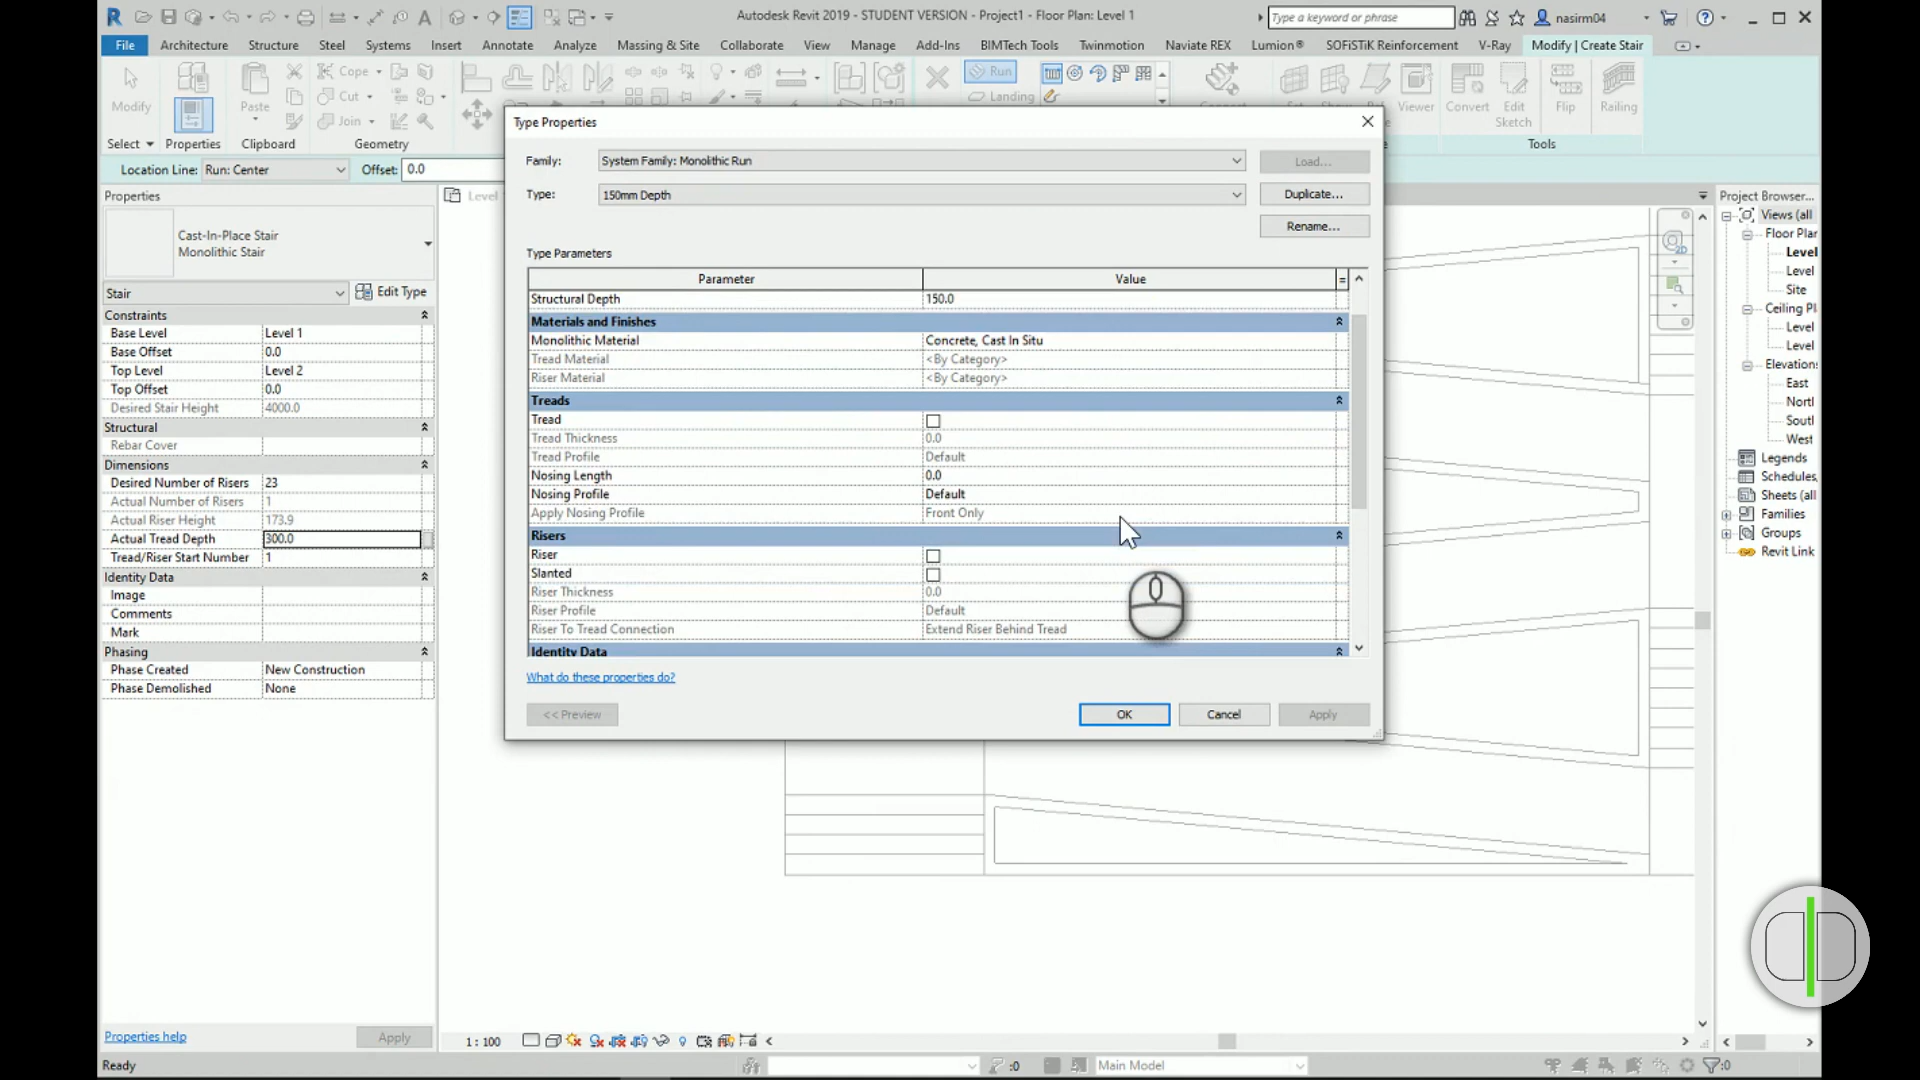 Autodesk Revit 2019 - STUDENT VERSION - Project1 - Floor Plan: Level 1
Type a keyword or phrase
nasirm04
File Architecture Structure Steel Systems Insert Annotate Analyze Massing & Site Collaborate View Manage Add-Ins BIMTech Tools Twinmotion Naviate REX Lumion® SOFiSTiK Reinforcement V-Ray Modify | Create Stair
Modify
Paste
Cope
Cut
Join
Run
Landing
Viewer
Convert
Edit
Sketch
Flip
Railing
Select Properties Clipboard Geometry Tools
Location Line: Run: Center Offset: 0.0
Properties
Cast-In-Place Stair
Monolithic Stair
Stair Edit Type
Constraints
Base Level Level 1
Base Offset 0.0
Top Level Level 2
Top Offset 0.0
Desired Stair Height 4000.0
Structural
Rebar Cover
Dimensions
Desired Number of Risers 23
Actual Number of Risers 1
Actual Riser Height 173.9
Actual Tread Depth 300.0
Tread/Riser Start Number 1
Identity Data
Image
Comments
Mark
Phasing
Phase Created New Construction
Phase Demolished None
Properties help Apply
Level
Type Properties
Family: System Family: Monolithic Run Load...
Type: 150mm Depth Duplicate...
Rename...
Type Parameters
Parameter Value =
Structural Depth 150.0
Materials and Finishes
Monolithic Material Concrete, Cast In Situ
Tread Material <By Category>
Riser Material <By Category>
Treads
Tread
Tread Thickness 0.0
Tread Profile Default
Nosing Length 0.0
Nosing Profile Default
Apply Nosing Profile Front Only
Risers
Riser
Slanted
Riser Thickness 0.0
Riser Profile Default
Riser To Tread Connection Extend Riser Behind Tread
Identity Data
What do these properties do?
<< Preview OK Cancel Apply
Project Browser...
Views (all
Floor Plan
Level
Level
Site
Ceiling Pl
Level
Level
Elevations
East
North
South
West
Legends
Schedules,
Sheets (all
Families
Groups
Revit Link
1 : 100
Ready
:0
Main Model
:0